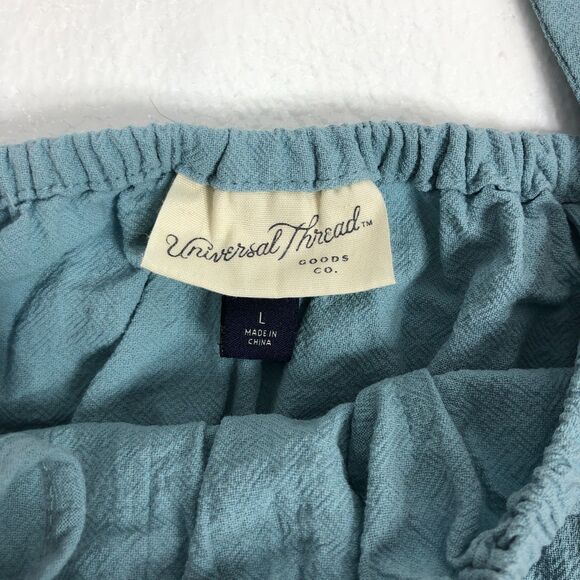 Universal Thread™
GOODS
CO.
L
MADE IN
CHINA